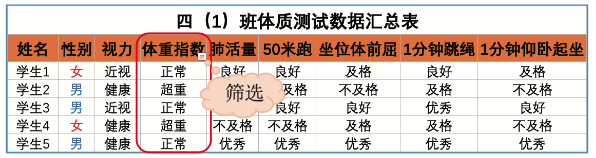 四（1）班体质测试数据汇总表
姓名 性别 视力 体重指数 肺活量 50米跑 坐位体前屈 1分钟跳绳 1分钟仰卧起坐
学生1 女 近视 正常 良好 良好 及格 良好 及格
学生2 男 健康 超重 及格 不及格 及格 不及格
学生3 男 近视 正常 良好 良好 优秀 良好
学生4 女 健康 超重 不及格 不及格 及格 及格 不及格
学生5 男 健康 正常 优秀 优秀 优秀 优秀 优秀
筛选